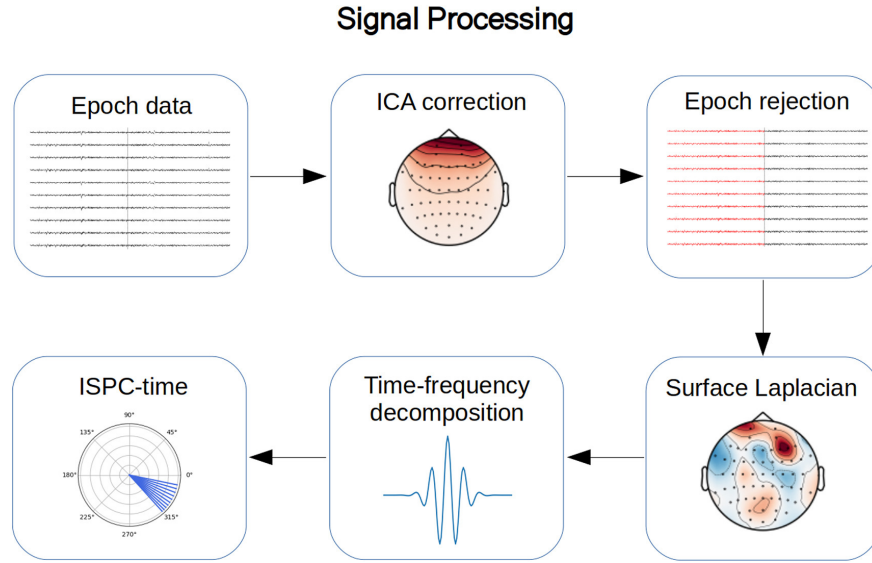 Signal Processing
Epoch data
ICA correction
Epoch rejection
ISPC-time
90°
135°
45°
180°
0°
225°
315°
270°
Time-frequency
decomposition
Surface Laplacian